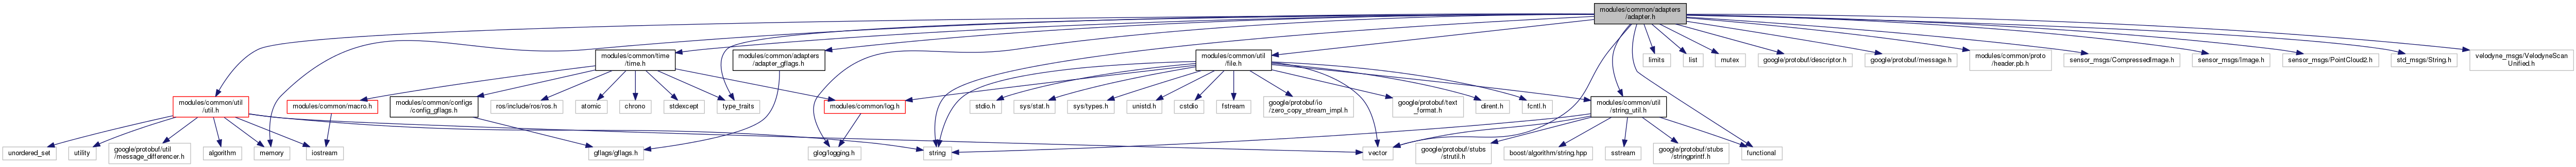 modules/common/adapters
/adapter.h
modules/common/time
/time.h
modules/common/adapters
/adapter_gflags.h
modules/common/util
/file.h
limits
list
mutex
google/protobuf/descriptor.h
google/protobuf/message.h
modules/common/proto
/header.pb.h
sensor_msgs/CompressedImage.h
sensor_msgs/Image.h
sensor_msgs/PointCloud2.h
std_msgs/String.h
velodyne_msgs/VelodyneScan
Unified.h
modules/common/util
/util.h
modules/common/macro.h
modules/common/configs
/config_gflags.h
ros/include/ros/ros.h
atomic
chrono
stdexcept
type_traits
modules/common/log.h
stdio.h
sys/stat.h
sys/types.h
unistd.h
cstdio
fstream
google/protobuf/io
/zero_copy_stream_impl.h
google/protobuf/text
_format.h
dirent.h
fcntl.h
modules/common/util
/string_util.h
unordered_set
utility
google/protobuf/util
/message_differencer.h
algorithm
memory
iostream
gflags/gflags.h
glog/logging.h
string
vector
google/protobuf/stubs
/strutil.h
boost/algorithm/string.hpp
sstream
google/protobuf/stubs
/stringprintf.h
functional